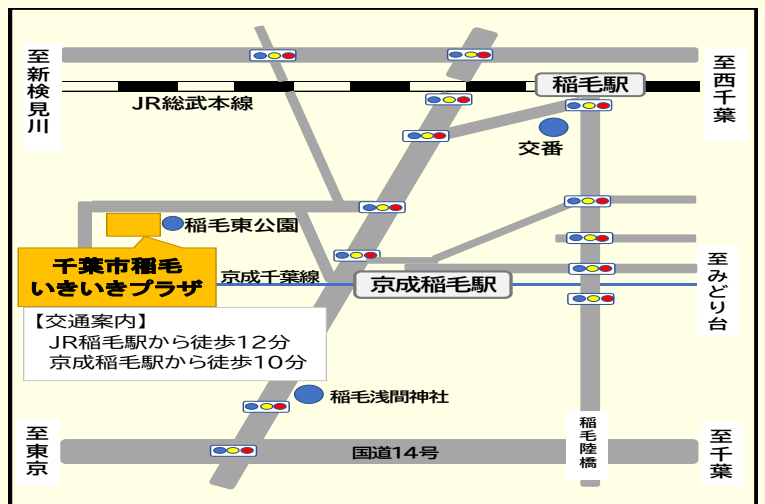 至新検見川
至西千葉
稲毛駅
JR総武本線
交番
稲毛東公園
千葉市稲毛
いきいきプラザ
京成千葉線
京成稲毛駅
至みどり台
【交通案内】
JR稲毛駅から徒歩12分
京成稲毛駅から徒歩10分
稲毛浅間神社
稲毛陸橋
至東京
国道14号
至千葉